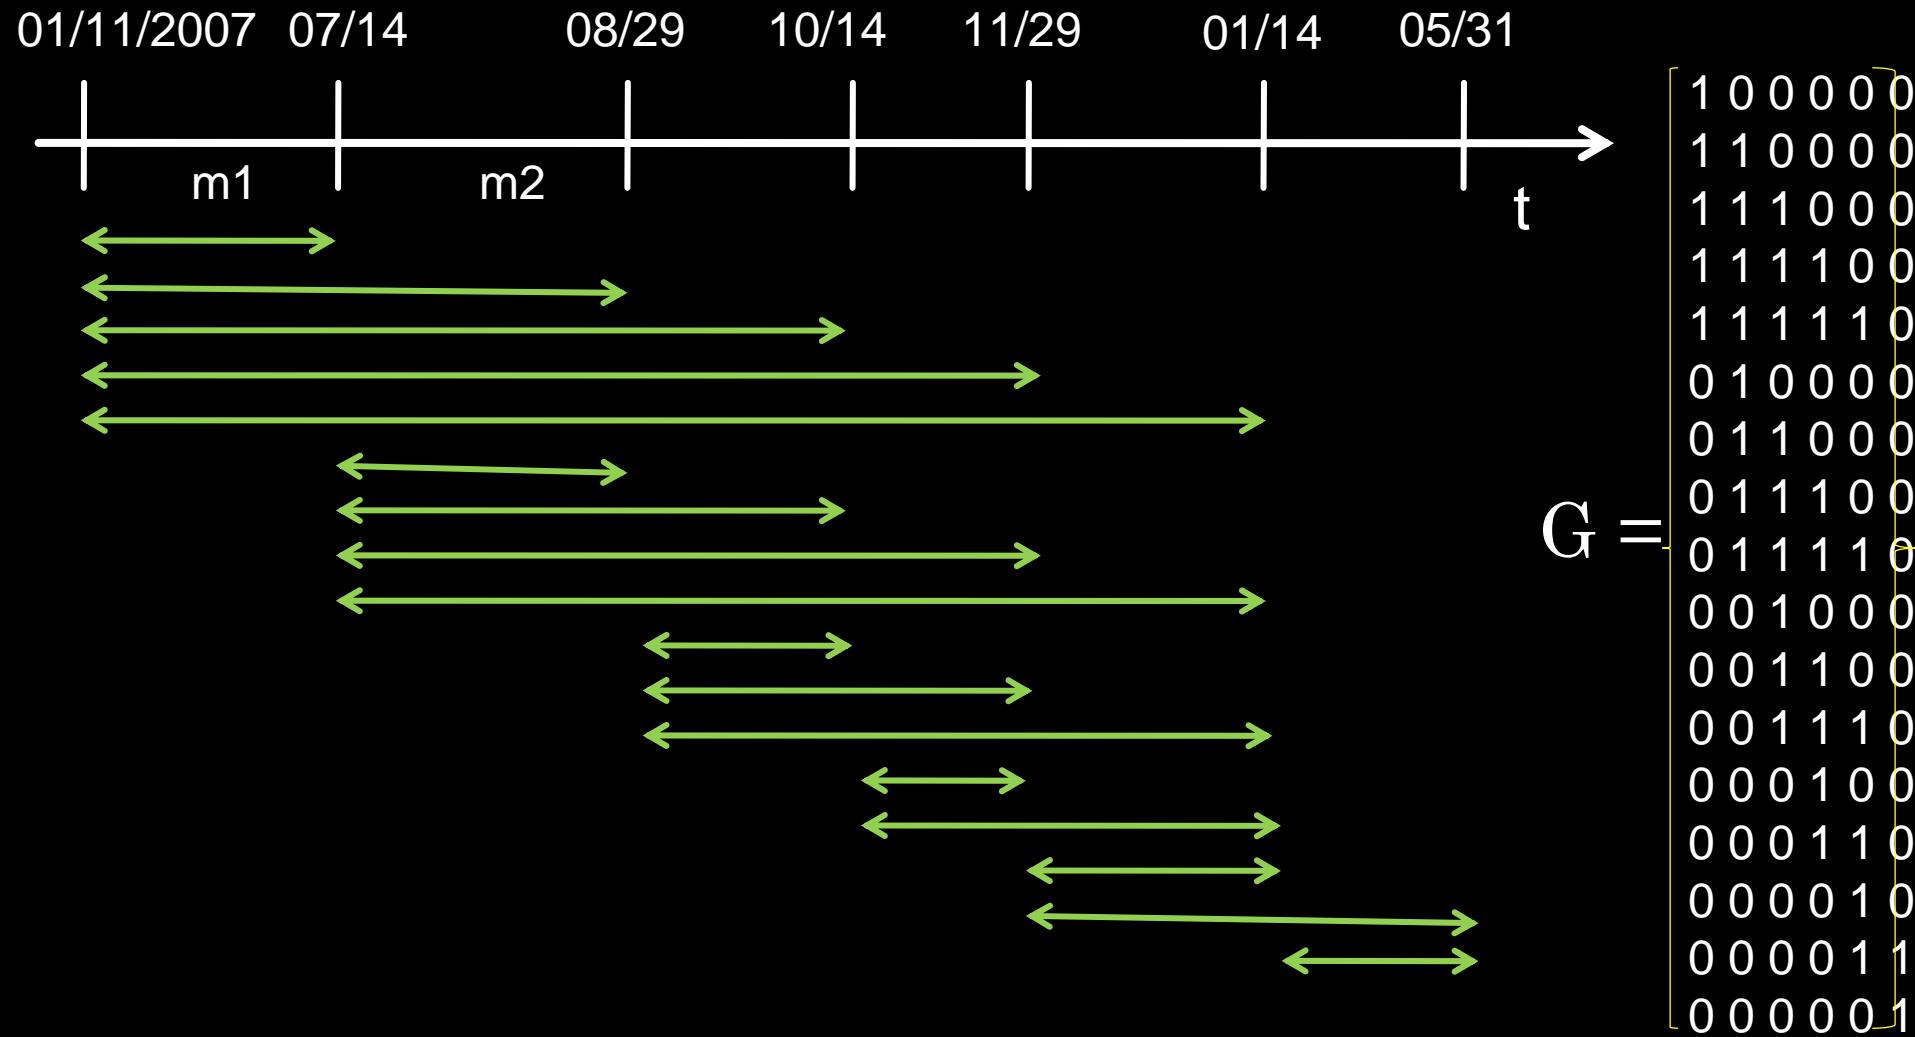 01/11/2007 07/14 08/29 10/14 11/29 01/14 05/31
m1 m2
t
G =
1 0 0 0 0 0
1 1 0 0 0 0
1 1 1 0 0 0
1 1 1 1 0 0
1 1 1 1 1 0
0 1 0 0 0 0
0 1 1 0 0 0
0 1 1 1 0 0
0 1 1 1 1 0
0 0 1 0 0 0
0 0 1 1 0 0
0 0 1 1 1 0
0 0 0 1 0 0
0 0 0 1 1 0
0 0 0 0 1 0
0 0 0 0 1 1
0 0 0 0 0 1